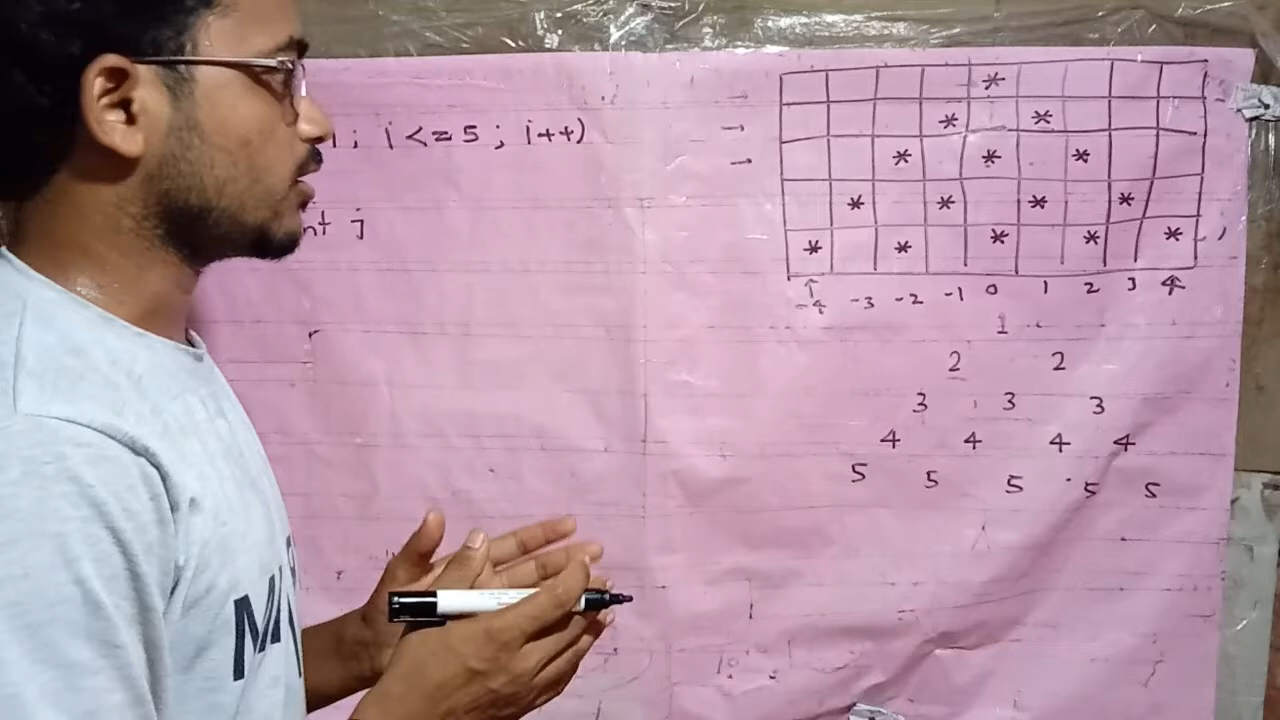 ; i <= 5 ; i++)
nt j
*
* *
* * *
* * * *
* * * * *
-4 -3 -2 -1 0 1 2 3 4
1
2 2
3 3 3
4 4 4 4
5 5 5 5 5